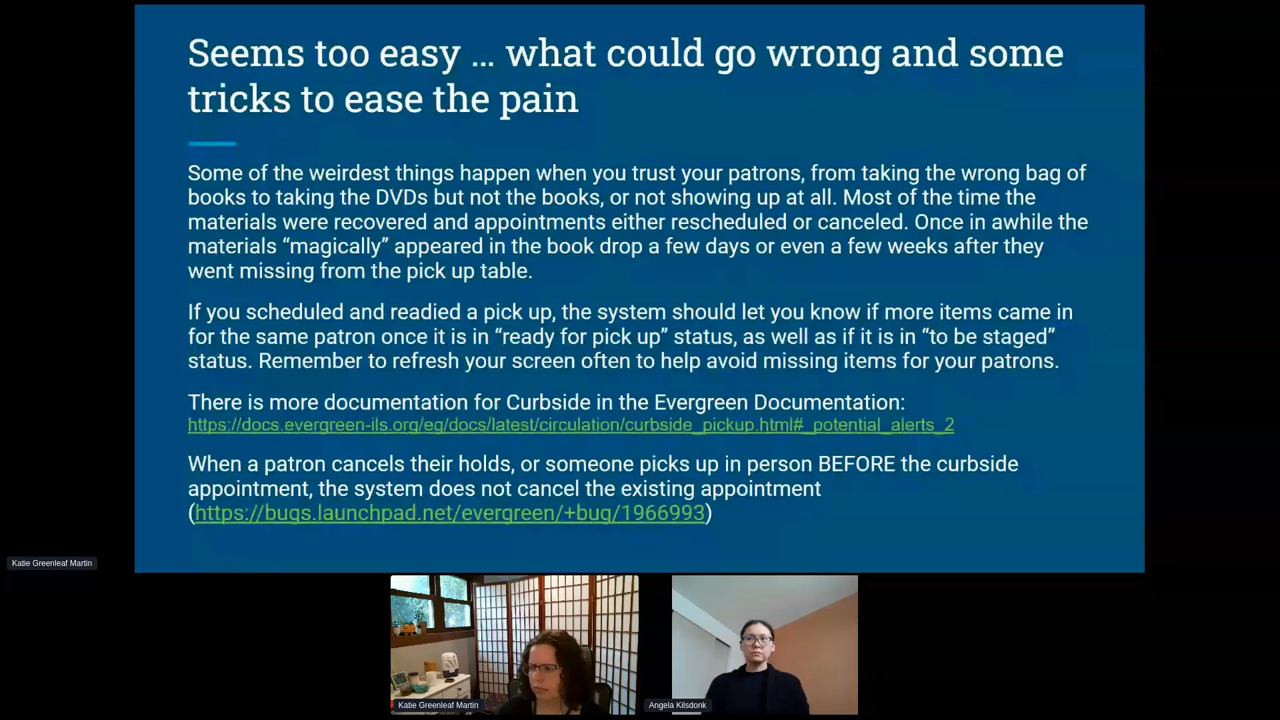 Seems too easy ... what could go wrong and some
tricks to ease the pain
Some of the weirdest things happen when you trust your patrons, from taking the wrong bag of
books to taking the DVDs but not the books, or not showing up at all. Most of the time the
materials were recovered and appointments either rescheduled or canceled. Once in awhile the
materials “magically” appeared in the book drop a few days or even a few weeks after they
went missing from the pick up table.
If you scheduled and readied a pick up, the system should let you know if more items came in
for the same patron once it is in “ready for pick up” status, as well as if it is in “to be staged”
status. Remember to refresh your screen often to help avoid missing items for your patrons.
There is more documentation for Curbside in the Evergreen Documentation:
https://docs.evergreen-ils.org/eg/docs/latest/circulation/curbside_pickup.html#_potential_alerts_2
When a patron cancels their holds, or someone picks up in person BEFORE the curbside
appointment, the system does not cancel the existing appointment
(https://bugs.launchpad.net/evergreen/+bug/1966993)
Katie Greenleaf Martin
Katie Greenleaf Martin
Angela Kilsdonk